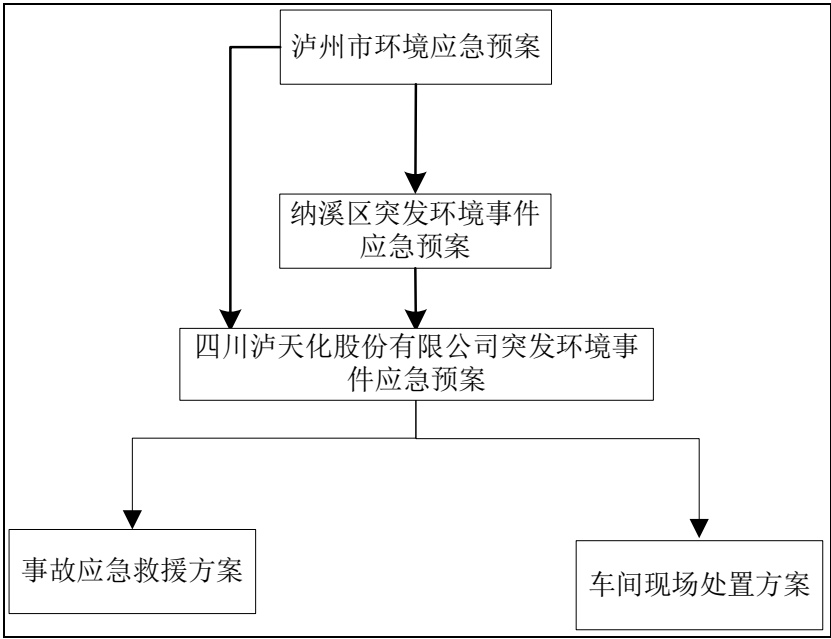 泸州市环境应急预案
纳溪区突发环境事件
应急预案
四川泸天化股份有限公司突发环境事
件应急预案
事故应急救援方案
车间现场处置方案